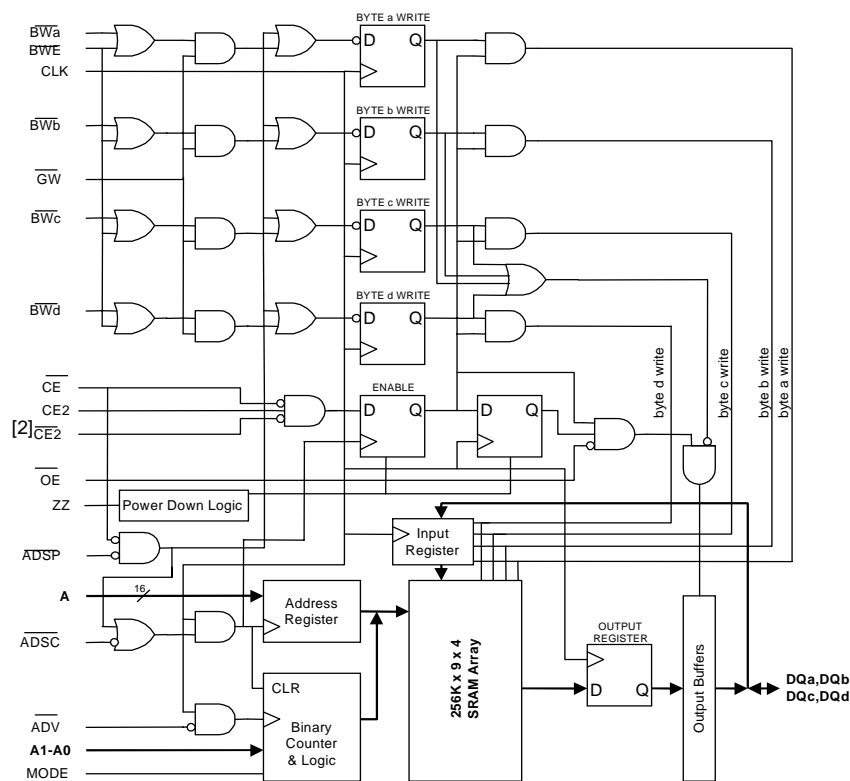 BYTE a WRITE
BWa
D Q
BWE
CLK
BYTE b WRITE
BWb
D Q
GW
BYTE c WRITE
BWc
D Q
BYTE d WRITE
BWd
D Q
byte d write
byte c write
byte b write
byte a write
CE
ENABLE
CE2
D Q
D Q
[2]CE2
OE
ZZ
Power Down Logic
Input
Register
ADSP
A
16
Address
Register
ADSC
OUTPUT
REGISTER
256K x 9 x 4
SRAM Array
D Q
Output Buffers
DQa,DQb
DQc,DQd
CLR
ADV
Binary
Counter
& Logic
A1-A0
MODE